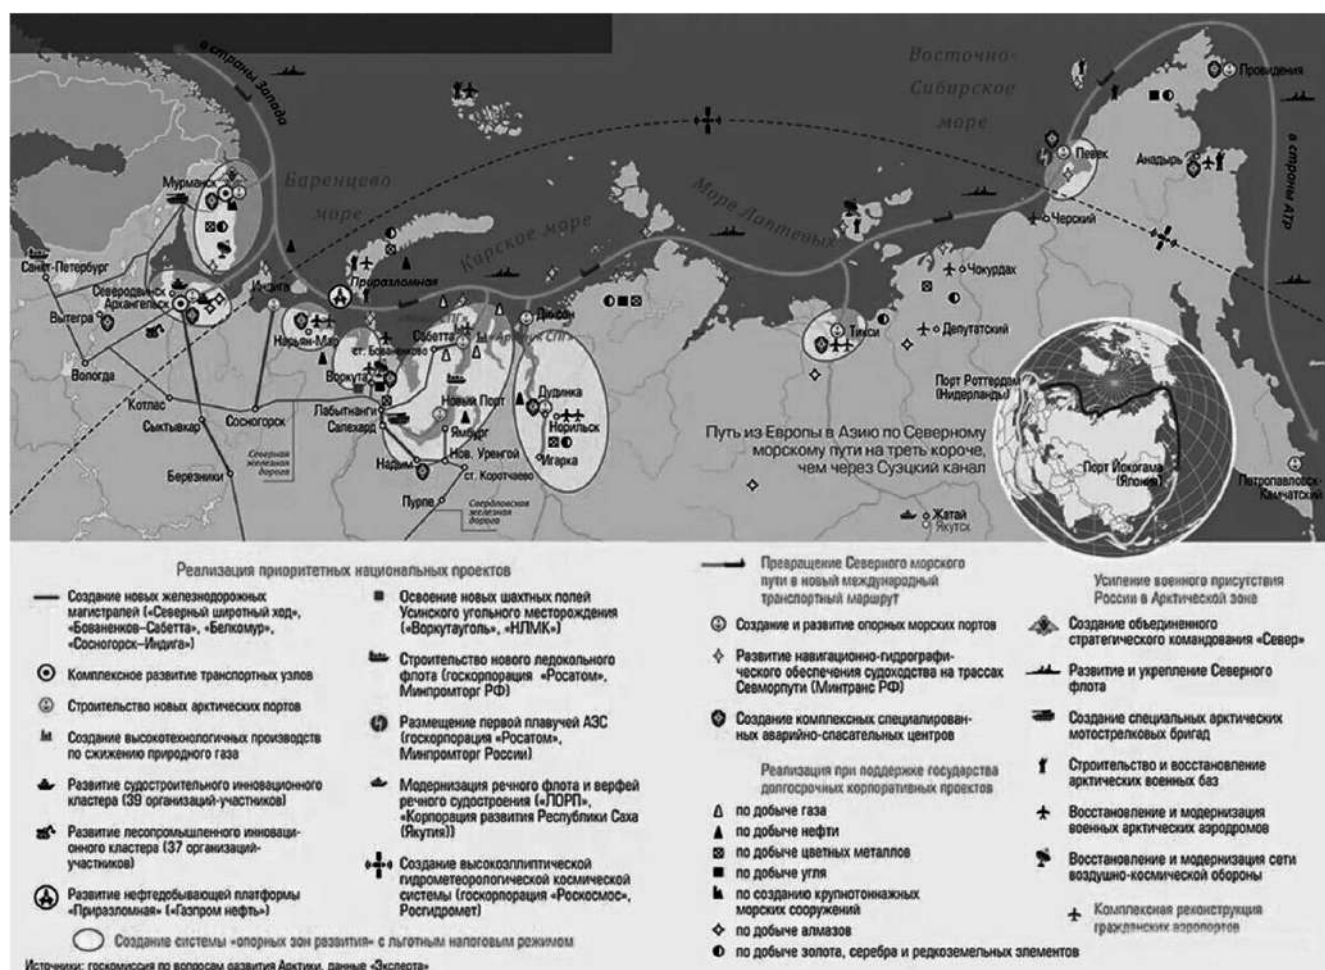 в страны Запада
Восточно-
Сибирское
море
Провидения
в страны АТР
Певек
Анадырь
Мурманск
Баренцево
море
Карское море
Море Лаптевых
Черский
Санкт-Петербург
Северодвинск
Архангельск
Индига
Приразломная
Чокурдах
Вытегра
Нарьян-Мар
Сабетта
Диксон
Тикси
Депутатский
ст. Бованенково
Вологда
Воркута
Порт Роттердам
(Нидерланды)
Дудинка
Котлас
Сосногорск
Лабытнанги
Новый Порт
Норильск
Сыктывкар
Салехард
Ямбург
Путь из Европы в Азию по Северному
морскому пути на треть короче,
чем через Суэцкий канал
Северная
железная
дорога
Надым
Нов. Уренгой
Игарка
ст. Коротчаево
Порт Йокогама
(Япония)
Петропавловск-
Камчатский
Березники
Пурпе
Свердловская
железная
дорога
Жатай
Якутск
Реализация приоритетных национальных проектов
Создание новых железнодорожных
магистралей («Северный широтный ход»,
«Бованенков–Сабетта», «Белкомур»,
«Сосногорск–Индига»)
Комплексное развитие транспортных узлов
Строительство новых арктических портов
Создание высокотехнологичных производств
по сжижению природного газа
Развитие судостроительного инновационного
кластера (39 организаций-участников)
Развитие лесопромышленного инноваци-
онного кластера (37 организаций-
участников)
Развитие нефтедобывающей платформы
«Приразломная» («Газпром нефть»)
Освоение новых шахтных полей
Усинского угольного месторождения
(«Воркутауголь», «НЛМК»)
Строительство нового ледокольного
флота (госкорпорация «Росатом»,
Минпромторг РФ)
Размещение первой плавучей АЭС
(госкорпорация «Росатом»,
Минпромторг России)
Модернизация речного флота и верфей
речного судостроения («ЛОРП»,
«Корпорация развития Республики Саха
(Якутия))
Создание высокоэллиптической
гидрометеорологической космической
системы (госкорпорация «Роскосмос»,
Росгидромет)
Создание системы «опорных зон развития» с льготным налоговым режимом
Превращение Северного морского
пути в новый международный
транспортный маршрут
Создание и развитие опорных морских портов
Развитие навигационно-гидрографи-
ческого обеспечения судоходства на трассах
Севморпути (Минтранс РФ)
Создание комплексных специалирован-
ных аварийно-спасательных центров
Реализация при поддержке государства
долгосрочных корпоративных проектов
по добыче газа
по добыче нефти
по добыче цветных металлов
по добыче угля
по созданию крупнотоннажных
морских сооружений
по добыче алмазов
по добыче золота, серебра и редкоземельных элементов
Усиление военного присутствия
России в Арктической зоне
Создание объединенного
стратегического командования «Север»
Развитие и укрепление Северного
флота
Создание специальных арктических
мотострелковых бригад
Строительство и восстановление
арктических военных баз
Восстановление и модернизация
военных арктических аэродромов
Восстановление и модернизация сети
воздушно-космической обороны
Комплексная реконструкция
гражданских аэропортов
Источники: госкомиссия по вопросам развития Арктики, данные «Эксперта»